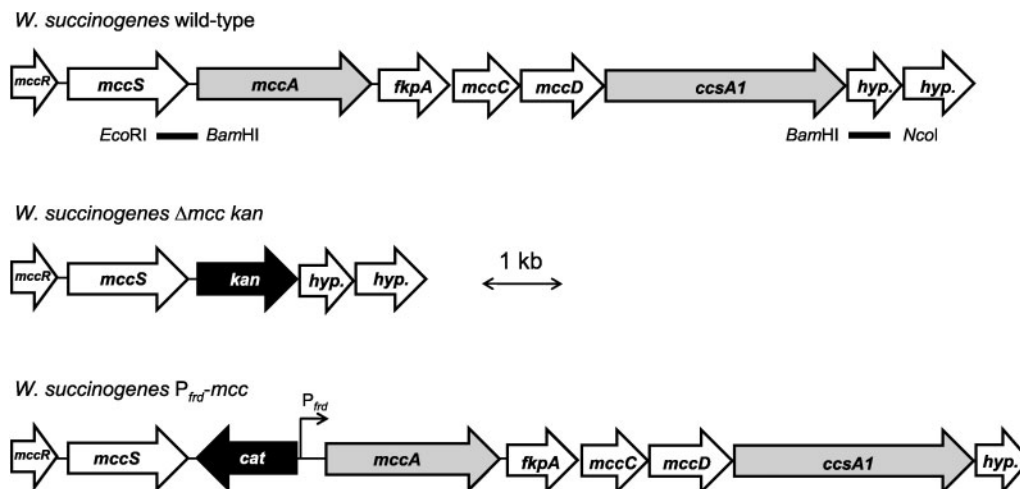 W. succinogenes wild-type
mccR mccS mccA fkpA mccC mccD ccsA1 hyp. hyp.
EcoRI BamHI BamHI NcoI
W. succinogenes Δmcc kan
mccR mccS kan hyp. hyp.
1 kb
W. succinogenes Pfrd-mcc
Pfrd
mccR mccS cat mccA fkpA mccC mccD ccsA1 hyp.